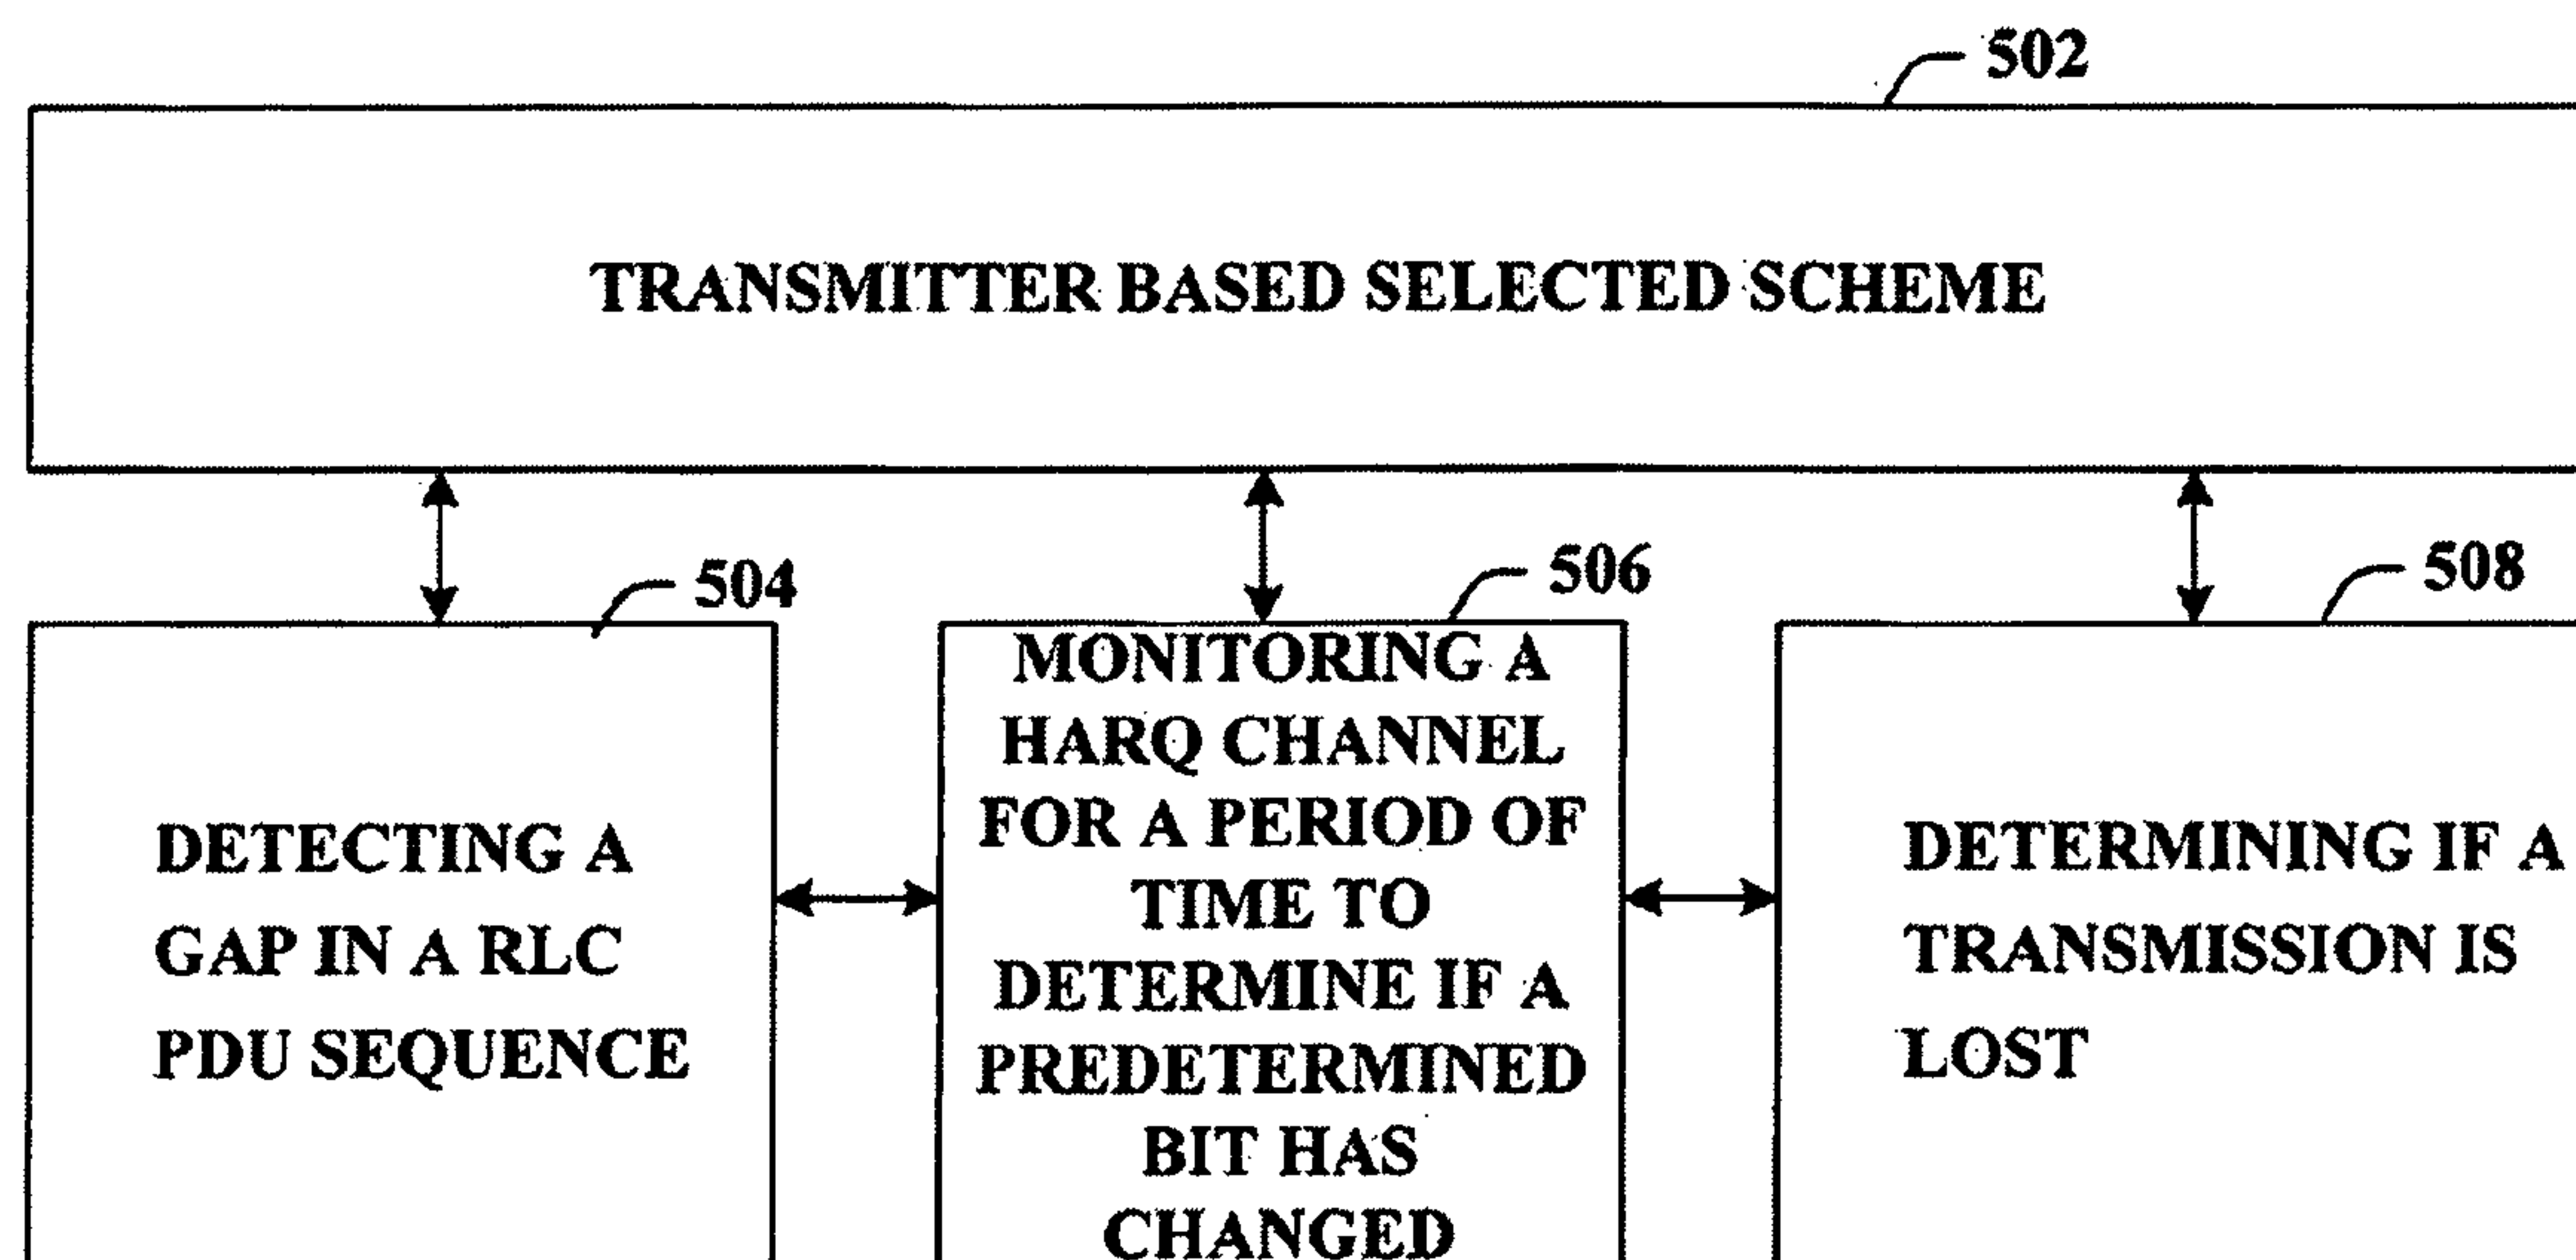 502
TRANSMITTER BASED SELECTED SCHEME
504
506
508
DETECTING A
GAP IN A RLC
PDU SEQUENCE
MONITORING A
HARQ CHANNEL
FOR A PERIOD OF
TIME TO
DETERMINE IF A
PREDETERMINED
BIT HAS
CHANGED
DETERMINING IF A
TRANSMISSION IS
LOST